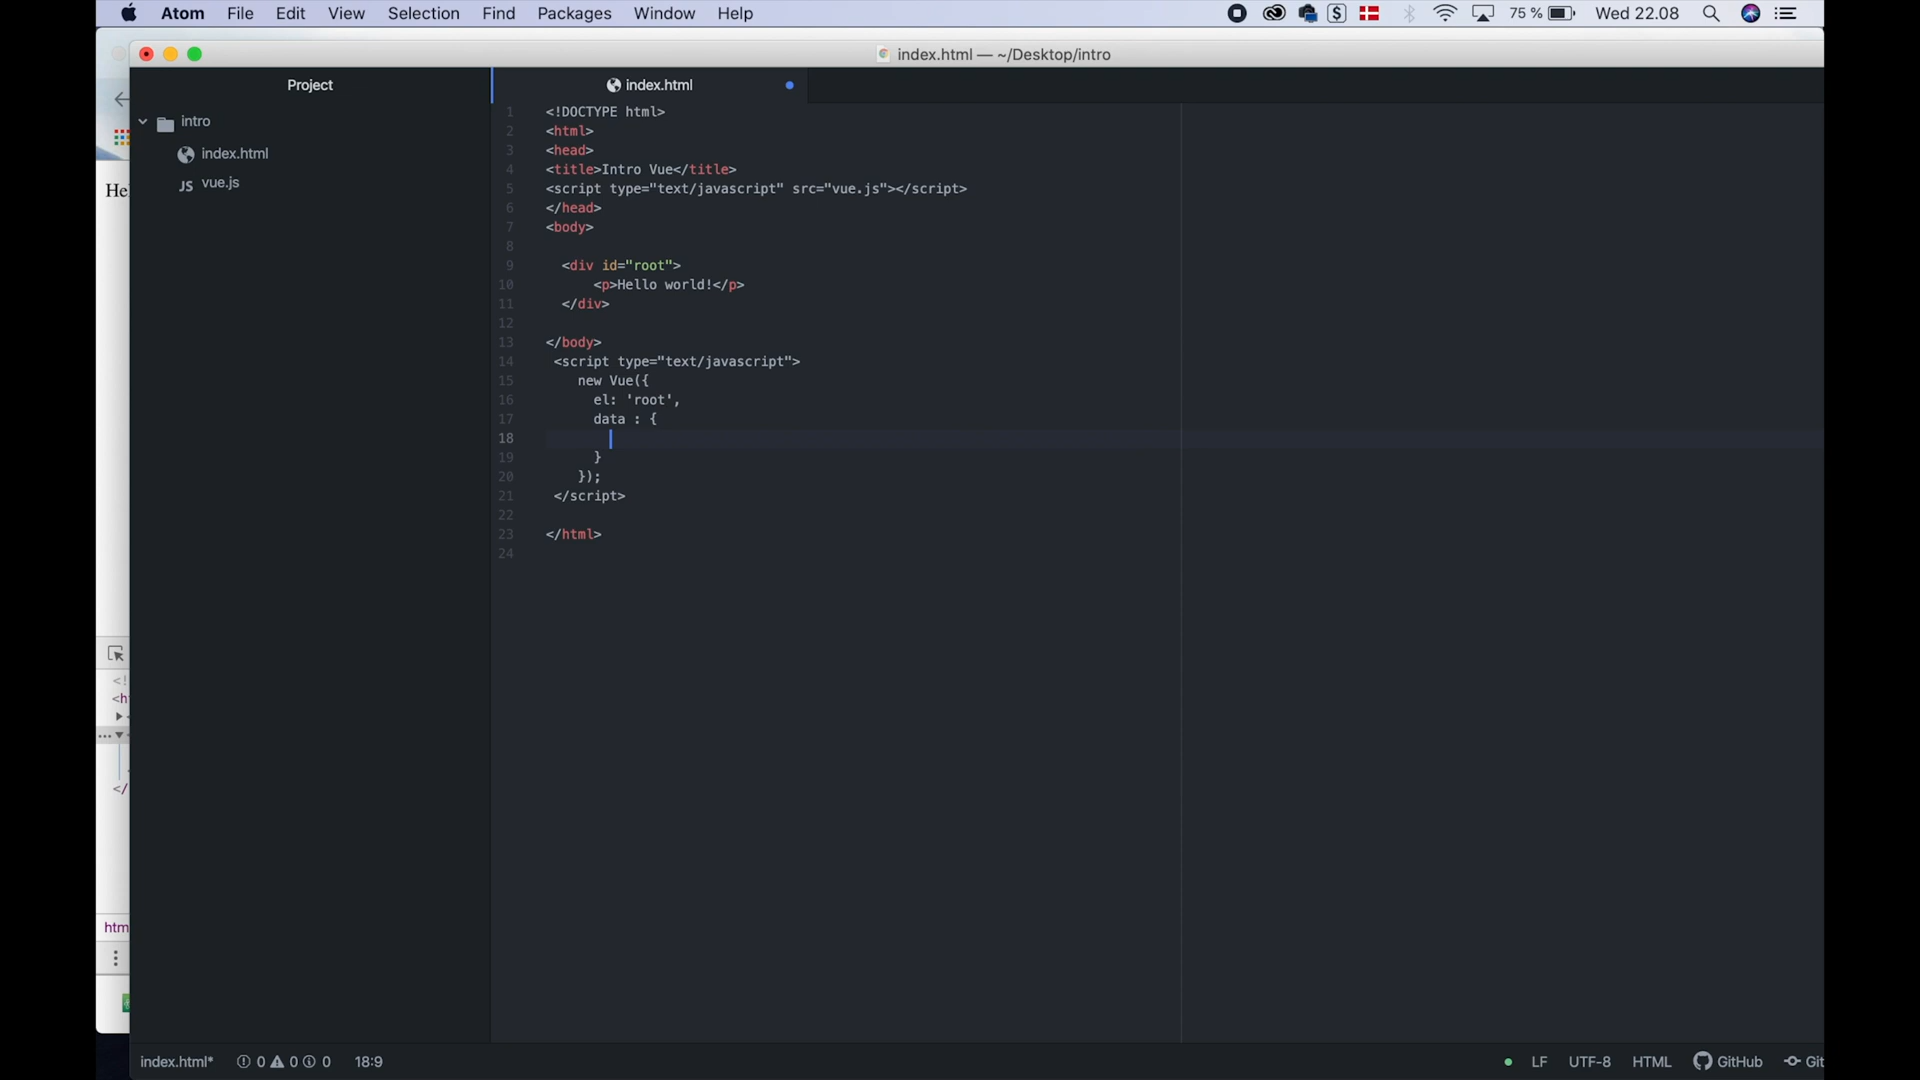 Atom File Edit View Selection Find Packages Window Help 75 % Wed 22.08
index.html — ~/Desktop/intro
Project
index.html
intro
index.html
JS vue.js
1 <!DOCTYPE html>
2 <html>
3 <head>
4 <title>Intro Vue</title>
5 <script type="text/javascript" src="vue.js"></script>
6 </head>
7 <body>
8
9 <div id="root">
10 <p>Hello world!</p>
11 </div>
12
13 </body>
14 <script type="text/javascript">
15 new Vue({
16 el: 'root',
17 data : {
18
19 }
20 });
21 </script>
22
23 </html>
24
Hel
<!
<h
</
htm
index.html* 0 0 0 18:9 LF UTF-8 HTML GitHub Git